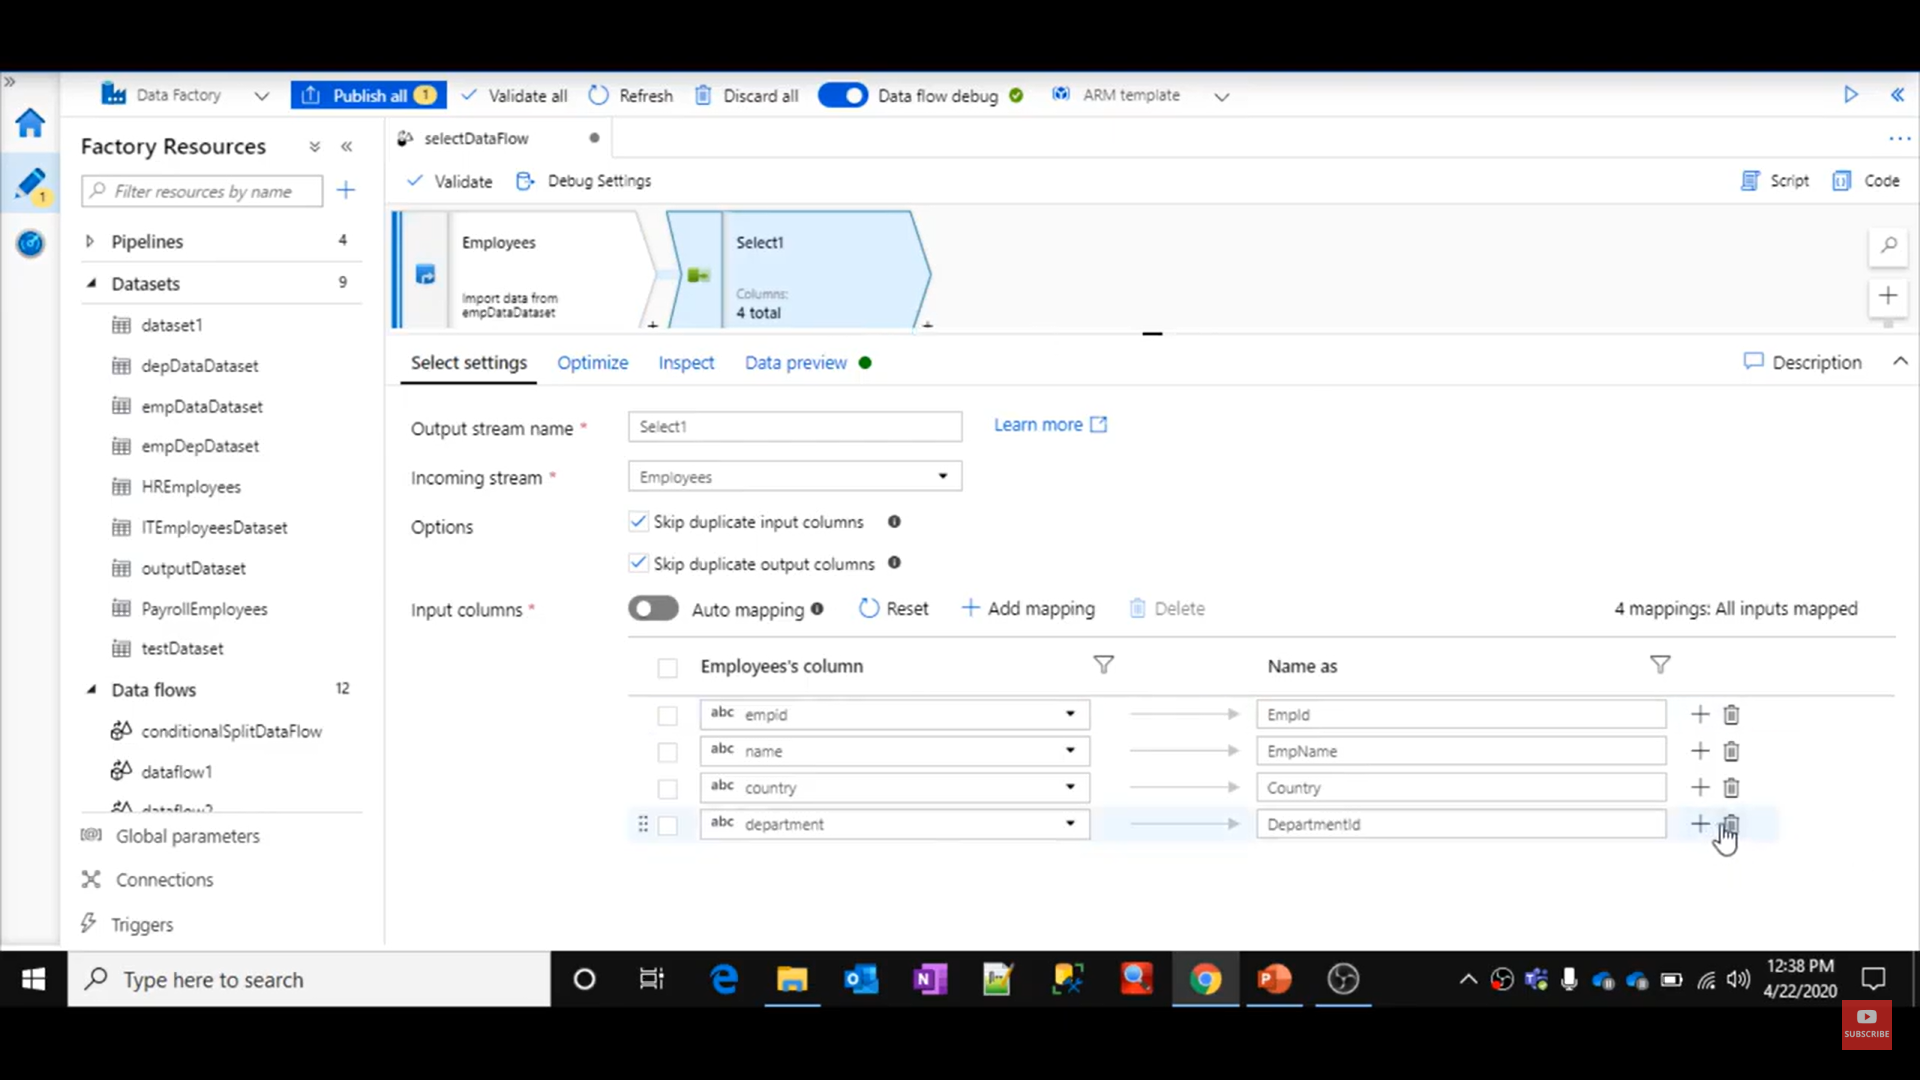 Data Factory
Publish all 1
Validate all
Refresh
Discard all
Data flow debug
ARM template
Factory Resources
selectDataFlow
Filter resources by name
Validate
Debug Settings
Script
Code
1
Pipelines 4
Datasets 9
dataset1
depDataDataset
empDataDataset
empDepDataset
HREmployees
ITEmployeesDataset
outputDataset
PayrollEmployees
testDataset
Data flows 12
conditionalSplitDataFlow
dataflow1
dataflow2
Global parameters
Connections
Triggers
Employees
Import data from
empDataDataset
Select1
Columns:
4 total
Select settings
Optimize
Inspect
Data preview
Description
Output stream name *
Select1
Learn more
Incoming stream *
Employees
Options
Skip duplicate input columns
Skip duplicate output columns
Input columns *
Auto mapping
Reset
Add mapping
Delete
4 mappings: All inputs mapped
Employees's column
Name as
abc empid EmpId
abc name EmpName
abc country Country
abc department DepartmentId
Type here to search
12:38 PM
4/22/2020
SUBSCRIBE